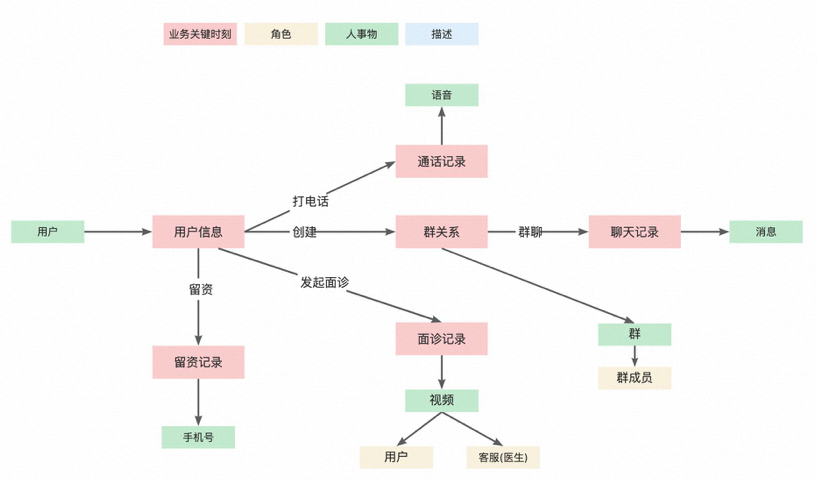 业务关键时刻
角色
人事物
描述
语音
通话记录
打电话
用户
用户信息
创建
群关系
群聊
聊天记录
消息
留资
发起面诊
群
留资记录
面诊记录
群成员
视频
手机号
用户
客服(医生)